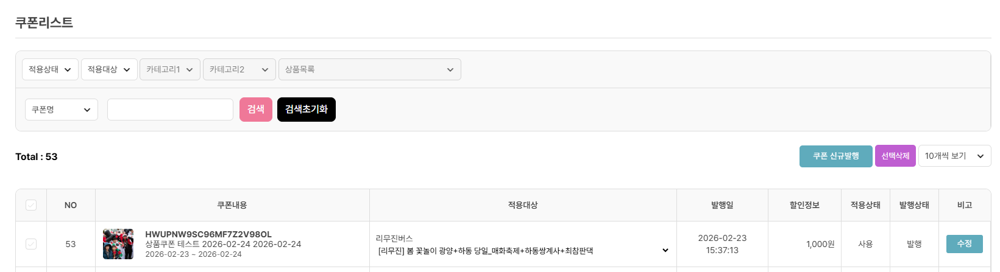 쿠폰리스트
적용상태 적용대상 카테고리1 카테고리2 상품목록
쿠폰명 검색 검색초기화
Total : 53 쿠폰 신규발행 선택삭제 10개씩 보기
NO 쿠폰내용 적용대상 발행일 할인정보 적용상태 발행상태 비고
HWUPNW9SC96MF7Z2V98OL
53 상품쿠폰 테스트 2026-02-24 2026-02-24
2026-02-23 ~ 2026-02-24
리무진버스
[리무진] 봄 꽃놀이 광양+하동 당일_매화축제+하동쌍계사+최참판댁
2026-02-23
15:37:13
1,000원 사용 발행 수정